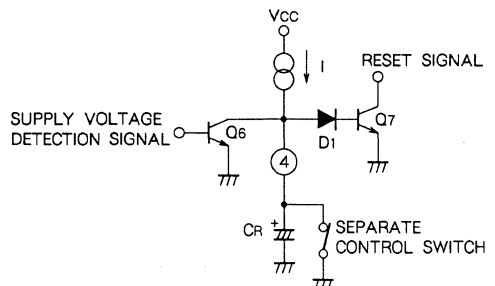 VCC
I
RESET SIGNAL
SUPPLY VOLTAGE
DETECTION SIGNAL
Q6
D1
Q7
4
CR
+
SEPARATE
CONTROL SWITCH